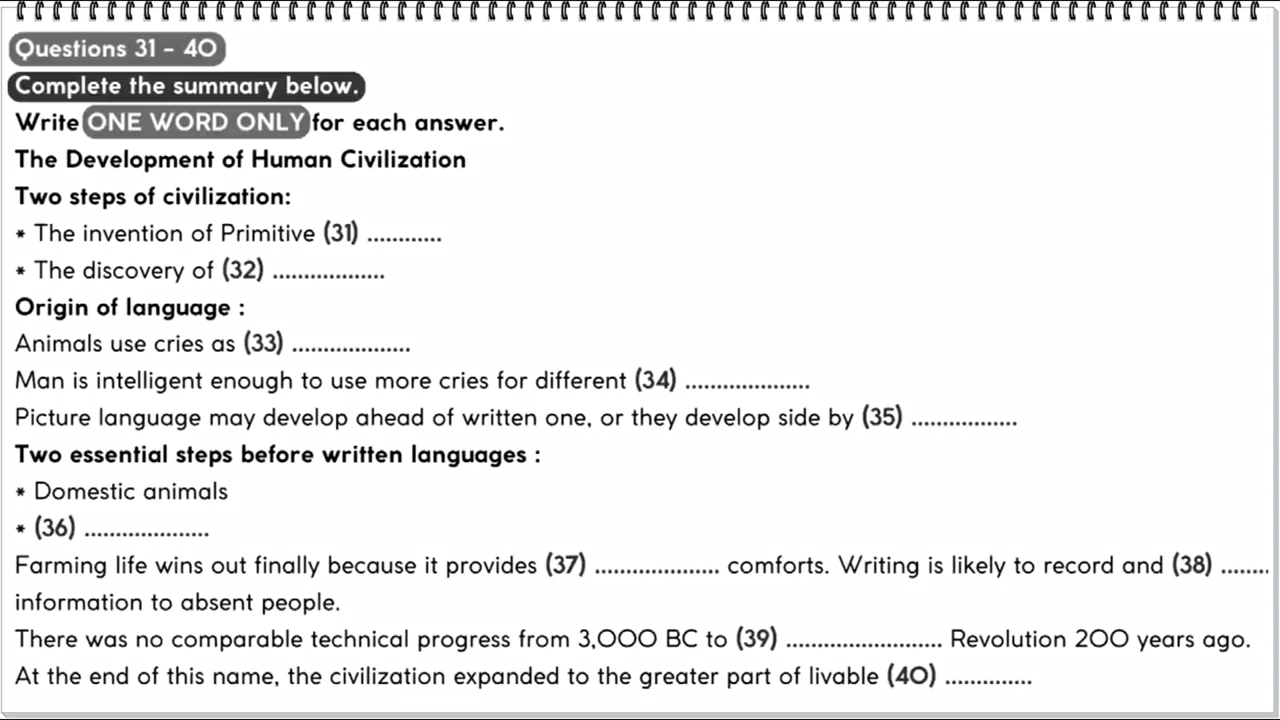 Questions 31 - 40
Complete the summary below.
Write ONE WORD ONLY for each answer.
The Development of Human Civilization
Two steps of civilization:
* The invention of Primitive (31) ............
* The discovery of (32) ..................
Origin of language :
Animals use cries as (33) ...................
Man is intelligent enough to use more cries for different (34) ....................
Picture language may develop ahead of written one, or they develop side by (35) .................
Two essential steps before written languages :
* Domestic animals
* (36) ....................
Farming life wins out finally because it provides (37) .................... comforts. Writing is likely to record and (38) ........
information to absent people.
There was no comparable technical progress from 3,000 BC to (39) ......................... Revolution 200 years ago.
At the end of this name, the civilization expanded to the greater part of livable (40) ..............